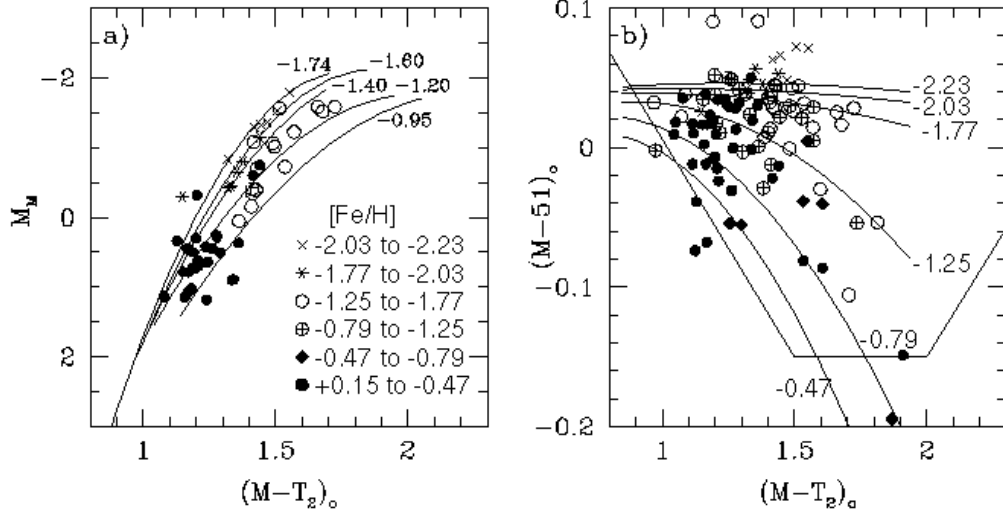 a)
-1.74
-1.60
-1.40
-1.20
-0.95
-2
0
2
M_M
[Fe/H]
× -2.03 to -2.23
* -1.77 to -2.03
○ -1.25 to -1.77
⊕ -0.79 to -1.25
◆ -0.47 to -0.79
● +0.15 to -0.47
1
1.5
2
(M-T₂)ₒ
b)
0.1
0
-0.1
-0.2
(M-51)ₒ
-2.23
-2.03
-1.77
-1.25
-0.79
-0.47
1
1.5
2
(M-T₂)ₒ